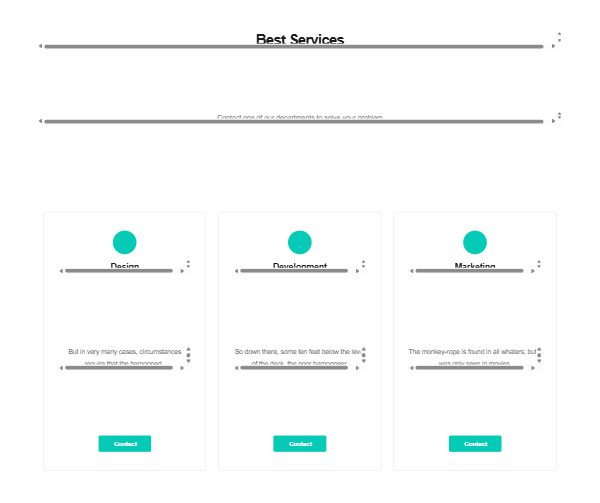 Best Services
Contact one of our departments to solve your problem
Design
Development
Marketing
But in very many cases, circumstances
require that the harpooned
So down there, some ten feet below the
of the deck, the poor harpooneer
The monkey-rope is found in all whalers; but
was only seen in movies
Contact
Contact
Contact